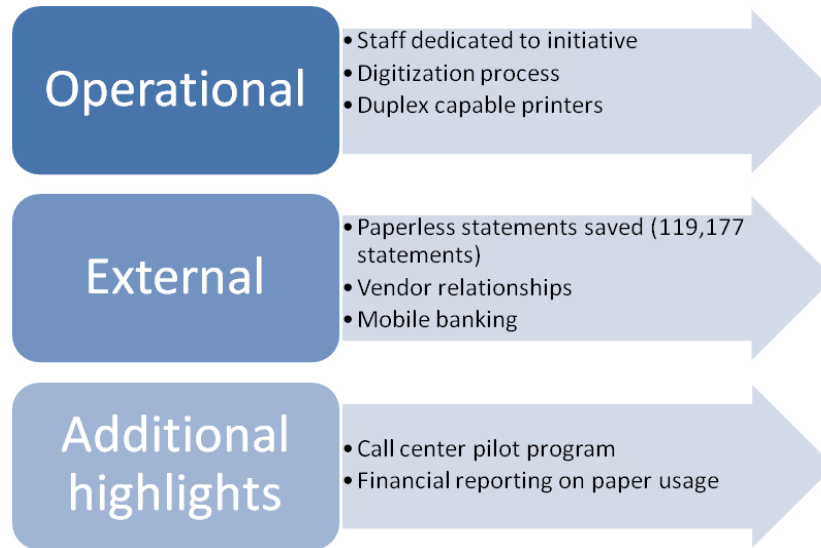 Operational
• Staff dedicated to initiative
• Digitization process
• Duplex capable printers
External
• Paperless statements saved (119,177
statements)
• Vendor relationships
• Mobile banking
Additional
highlights
• Call center pilot program
• Financial reporting on paper usage